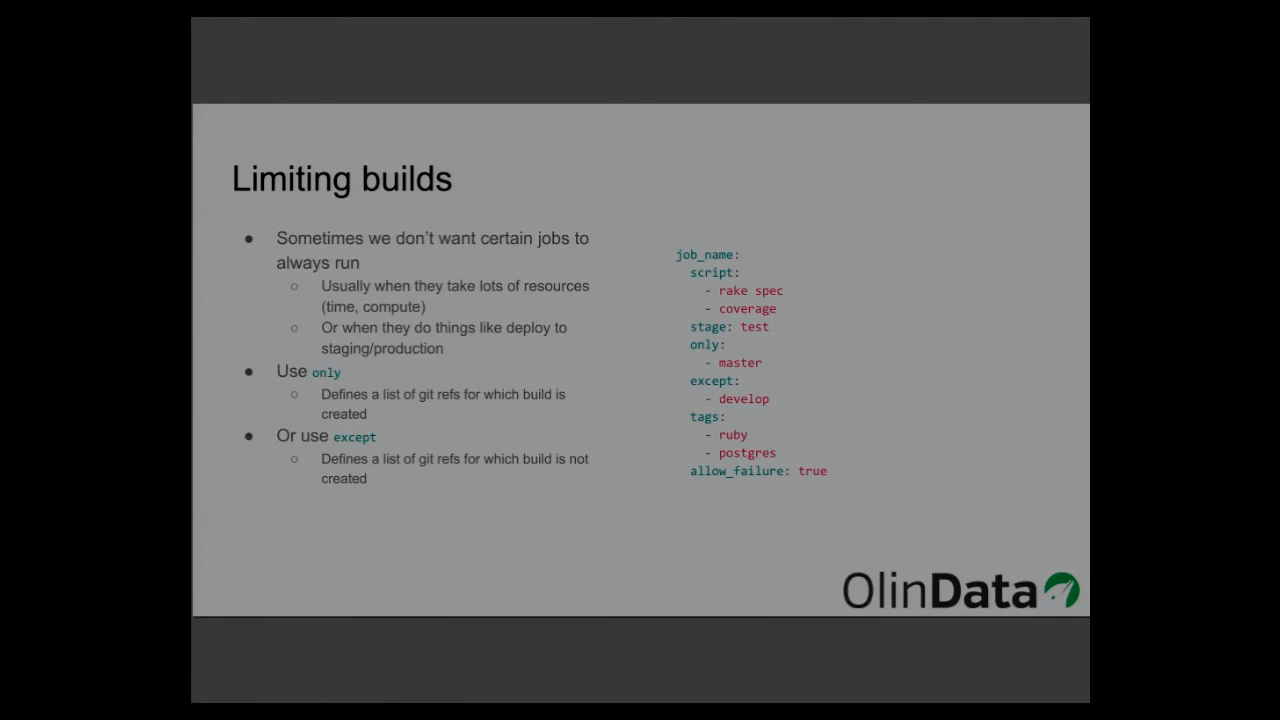 Limiting builds
● Sometimes we don’t want certain jobs to
always run
○ Usually when they take lots of resources
(time, compute)
○ Or when they do things like deploy to
staging/production
● Use only
○ Defines a list of git refs for which build is
created
● Or use except
○ Defines a list of git refs for which build is not
created
job_name:
  script:
    - rake spec
    - coverage
  stage: test
  only:
    - master
  except:
    - develop
  tags:
    - ruby
    - postgres
  allow_failure: true
OlinData